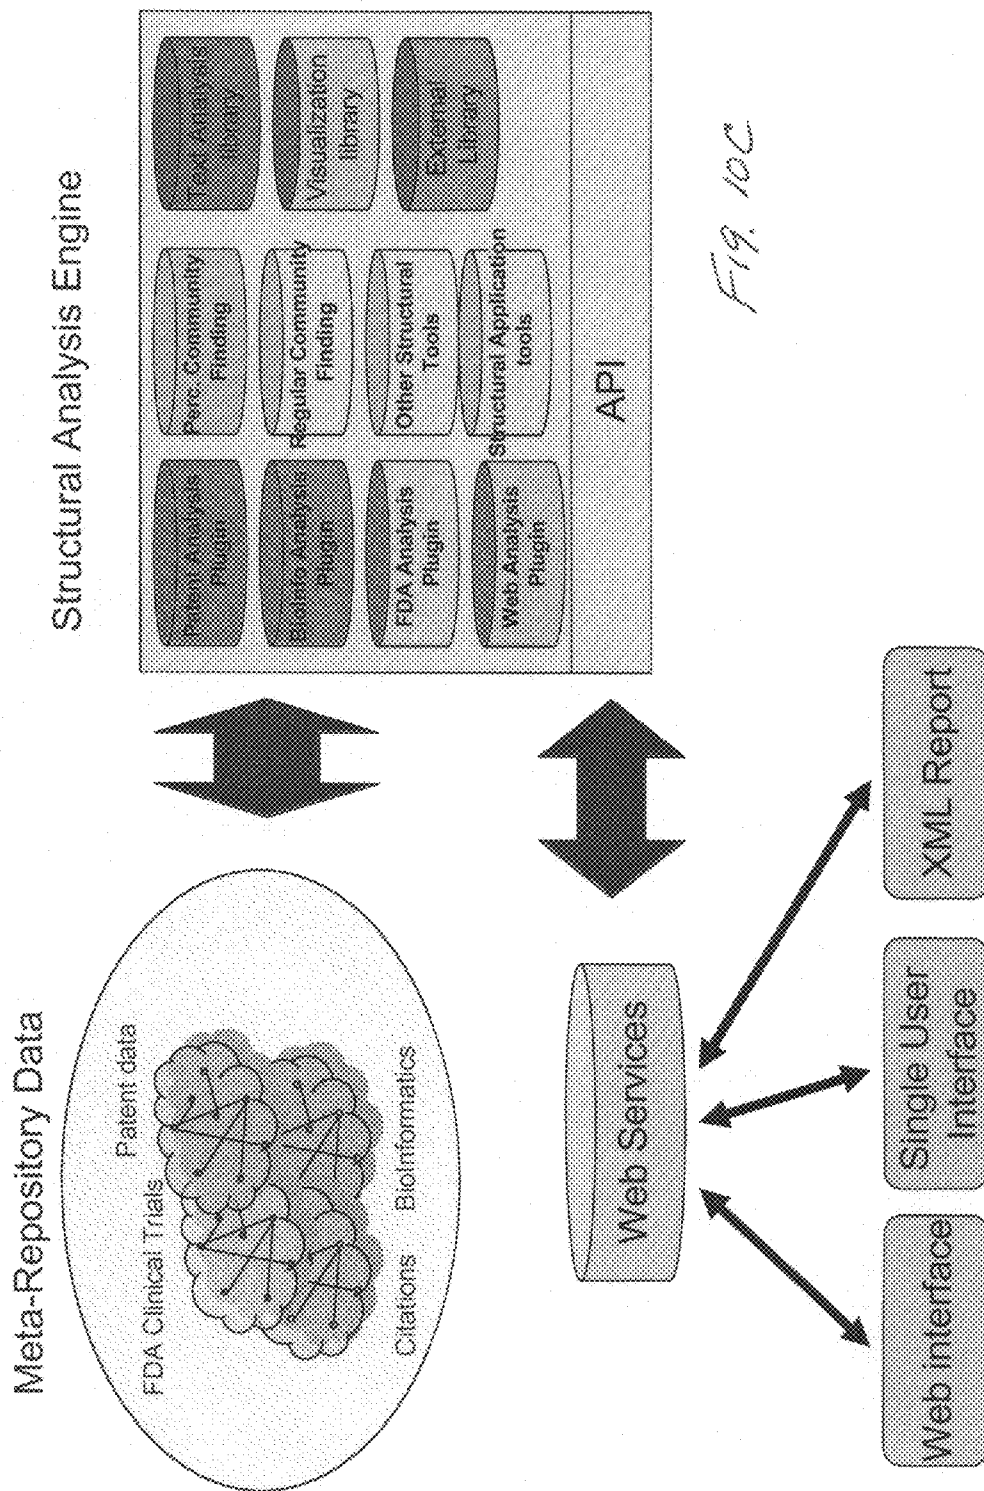 Meta-Repository Data
Patent data
FDA Clinical Trials
Citations
BioInformatics
Structural Analysis Engine
Patent Analysis
Plugin
BioInfo Analysis
Plugin
FDA Analysis
Plugin
Web Analysis
Plugin
Perc. Community
Finding
Regular Community
Finding
Other Structural
Tools
Structural Application
tools
Text Analysis
library
Visualization
library
External
Library
API
Web Services
Web interface
Single User
Interface
XML Report
Fig. 10C